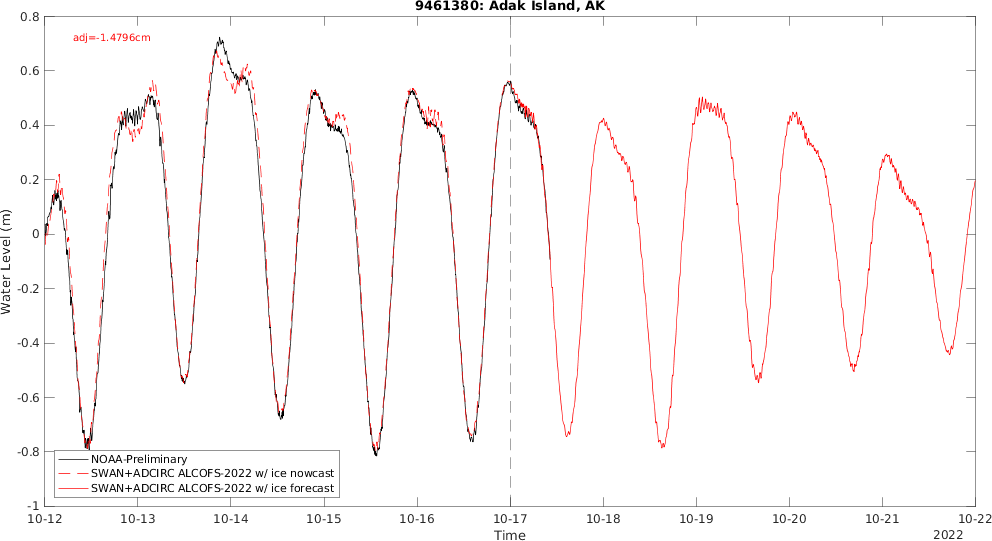 9461380: Adak Island, AK
adj=-1.4796cm
0.8
0.6
0.4
0.2
0
-0.2
-0.4
-0.6
-0.8
-1
Water Level (m)
NOAA-Preliminary
SWAN+ADCIRC ALCOFS-2022 w/ ice nowcast
SWAN+ADCIRC ALCOFS-2022 w/ ice forecast
10-12 10-13 10-14 10-15 10-16 10-17 10-18 10-19 10-20 10-21 10-22
Time
2022